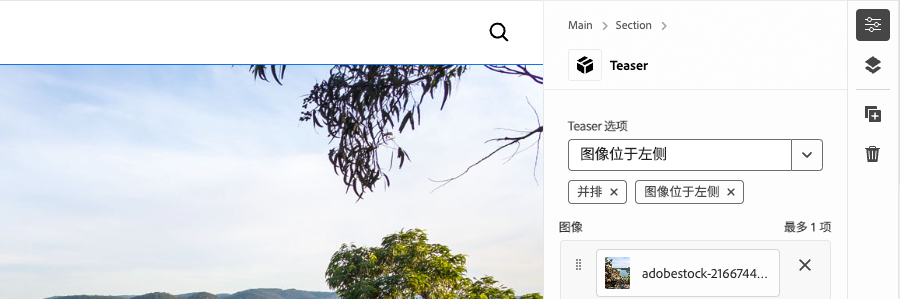 Main Section
Teaser
Teaser 选项
图像位于左侧
并排 图像位于左侧
图像 最多 1 项
adobestock-2166744...